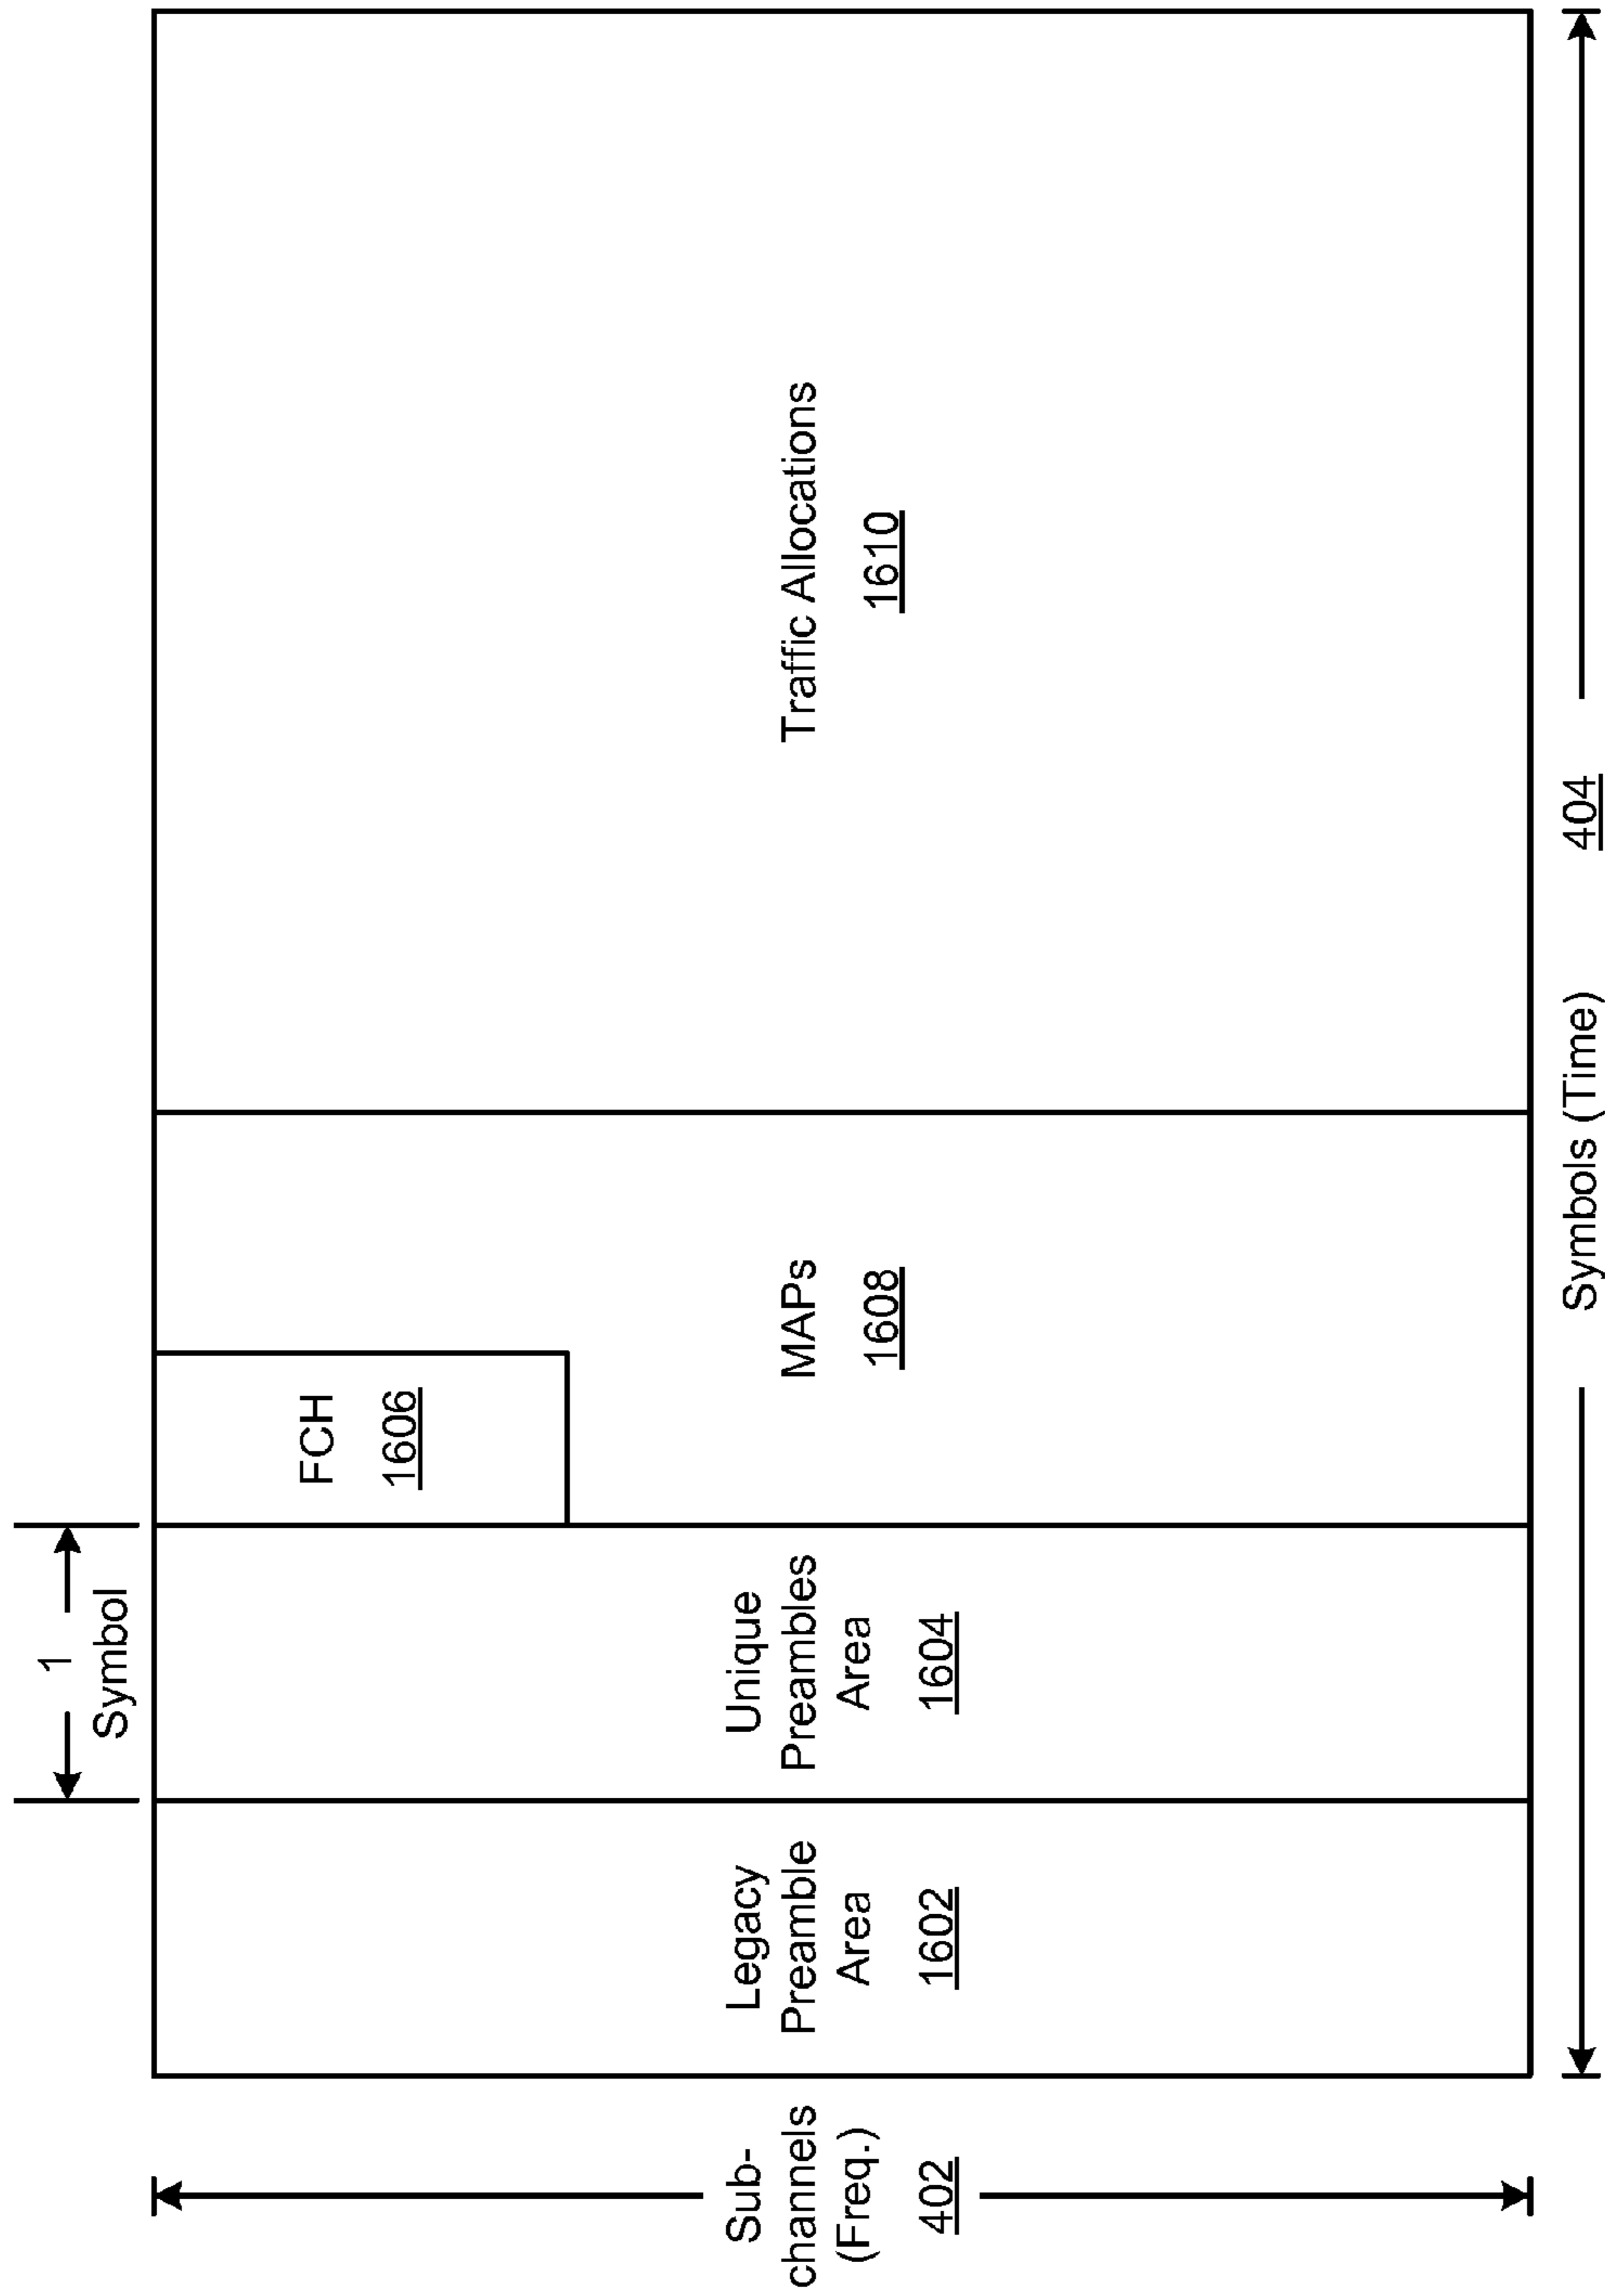 1
Symbol
Sub-
channels
(Freq.)
402
Legacy
Preamble
Area
1602
Unique
Preambles
Area
1604
FCH
1606
MAPs
1608
Traffic Allocations
1610
Symbols (Time) 404